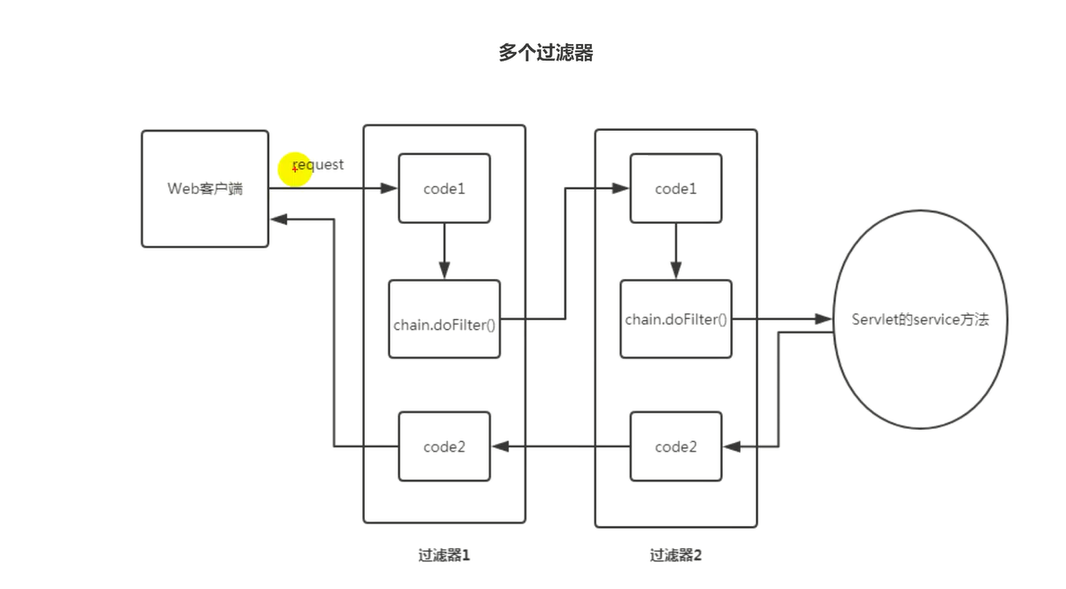 多个过滤器
Web客户端
request
code1
chain.doFilter()
code2
过滤器1
code1
chain.doFilter()
code2
过滤器2
Servlet的service方法